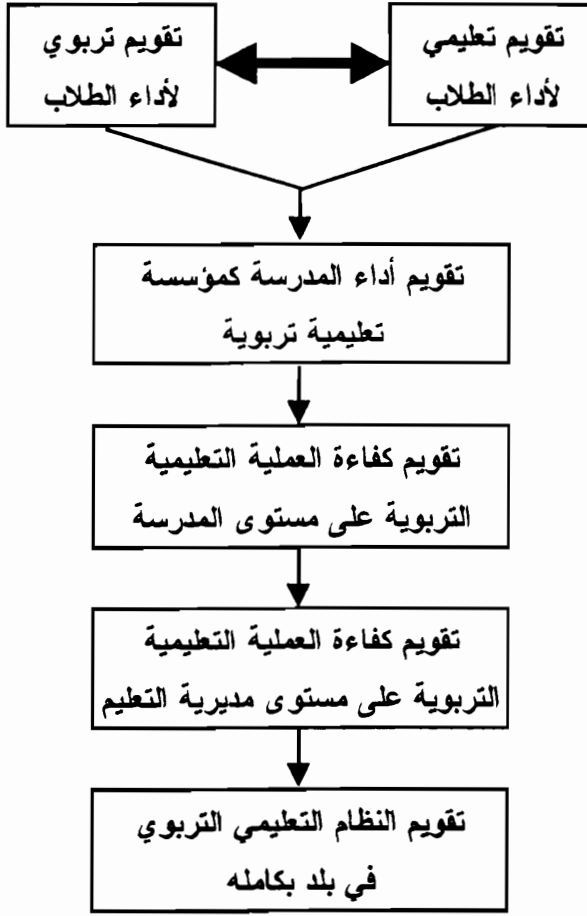 تقويم تعليمي
لأداء الطلاب
تقويم تربوي
لأداء الطلاب
تقويم أداء المدرسة كمؤسسة
تعليمية تربوية
تقويم كفاءة العملية التعليمية
التربوية على مستوى المدرسة
تقويم كفاءة العملية التعليمية
التربوية على مستوى مديرية التعليم
تقويم النظام التعليمي التربوي
في بلد بكامله